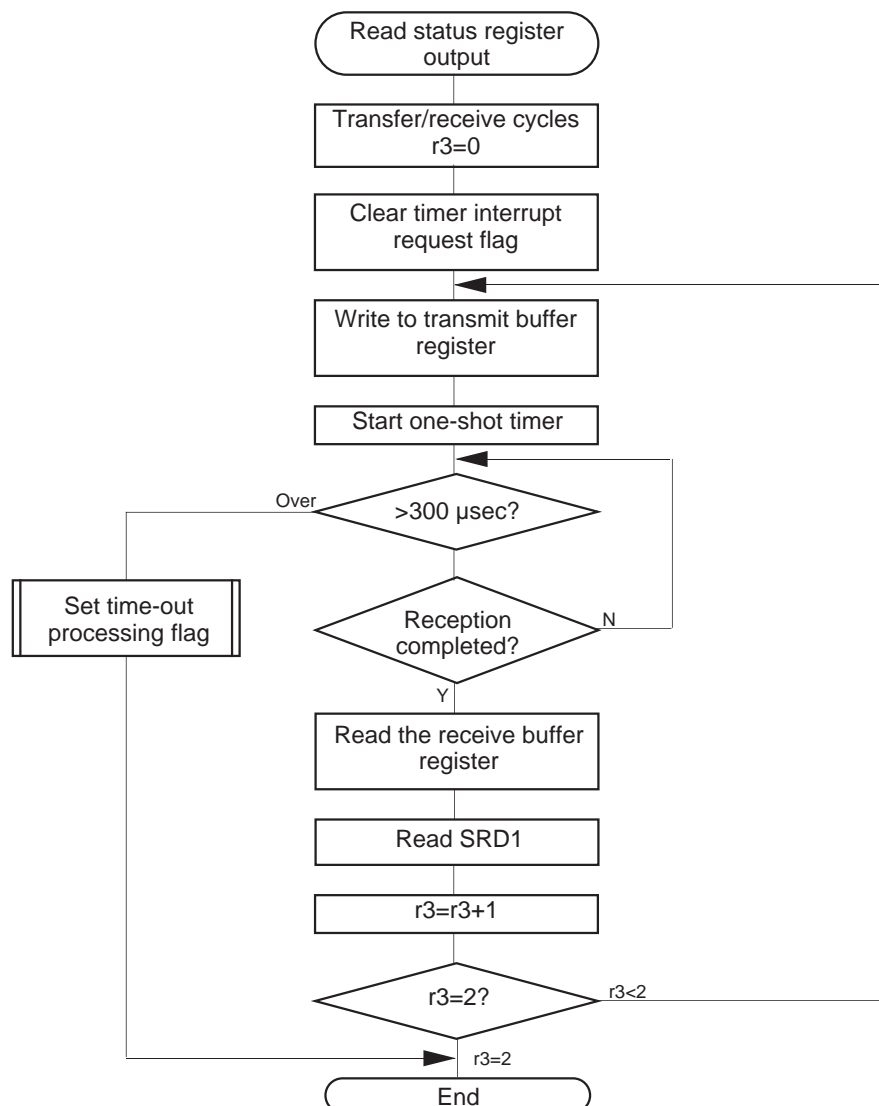 Read status register
output
Transfer/receive cycles
r3=0
Clear timer interrupt
request flag
Write to transmit buffer
register
Start one-shot timer
Over
>300 μsec?
Set time-out
processing flag
Reception
completed?
N
Y
Read the receive buffer
register
Read SRD1
r3=r3+1
r3=2?
r3<2
r3=2
End